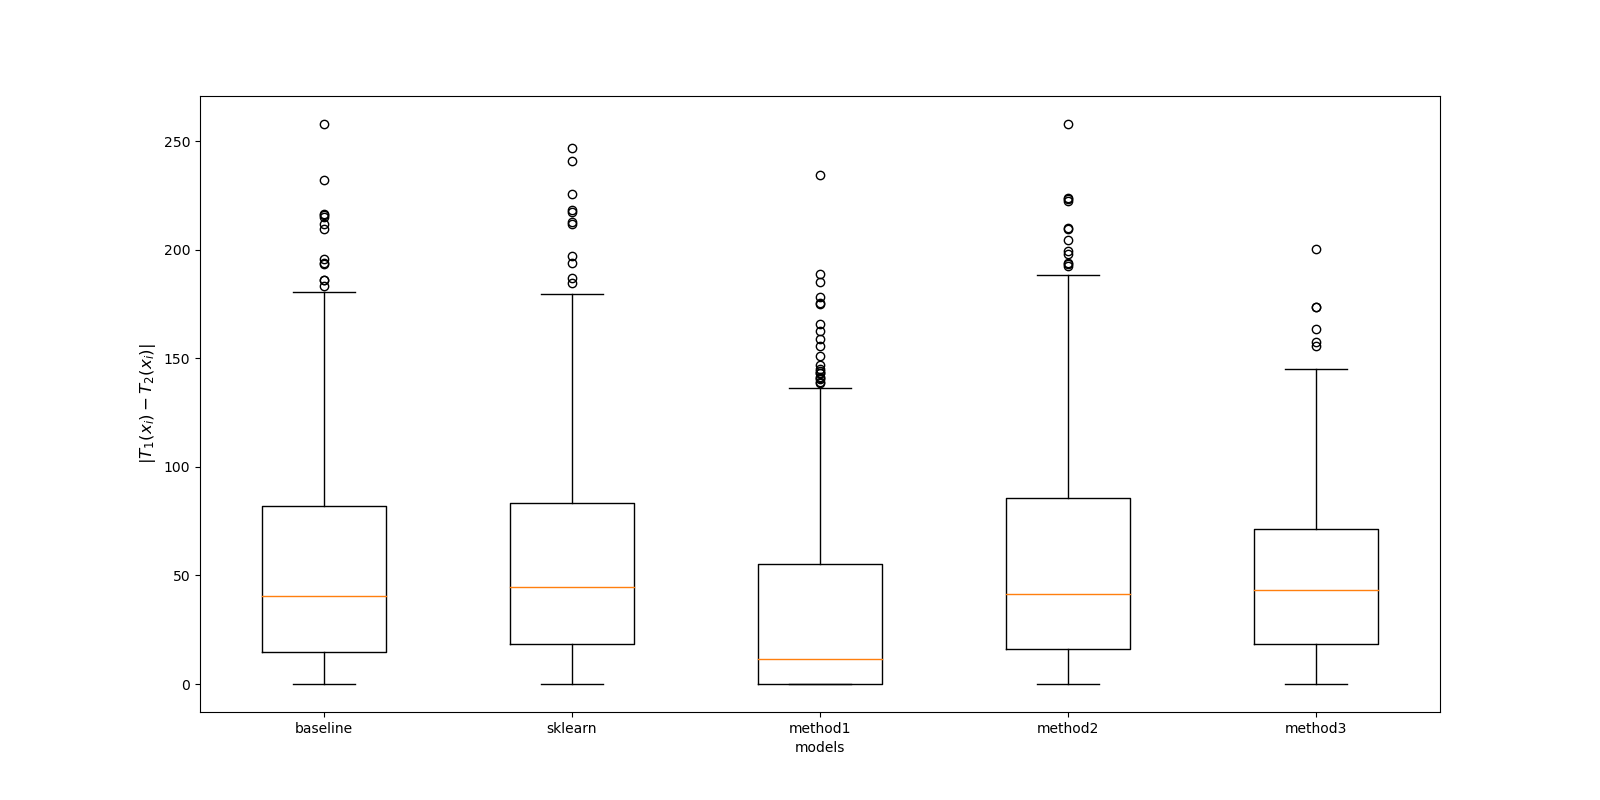 250
200
150
100
50
0
|T₁(xᵢ) − T₂(xᵢ)|
baseline sklearn method1 method2 method3
models